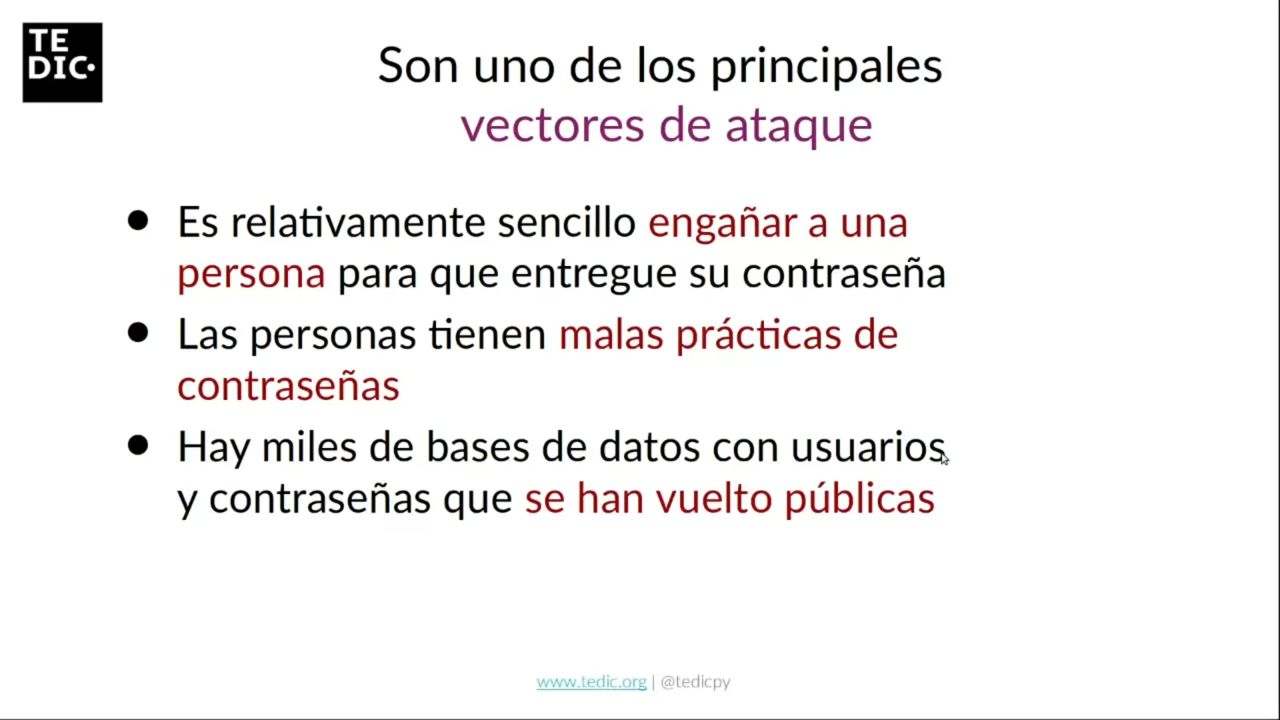 TE
DIC•
Son uno de los principales
vectores de ataque
● Es relativamente sencillo engañar a una
persona para que entregue su contraseña
● Las personas tienen malas prácticas de
contraseñas
● Hay miles de bases de datos con usuarios
y contraseñas que se han vuelto públicas
www.tedic.org | @tedicpy